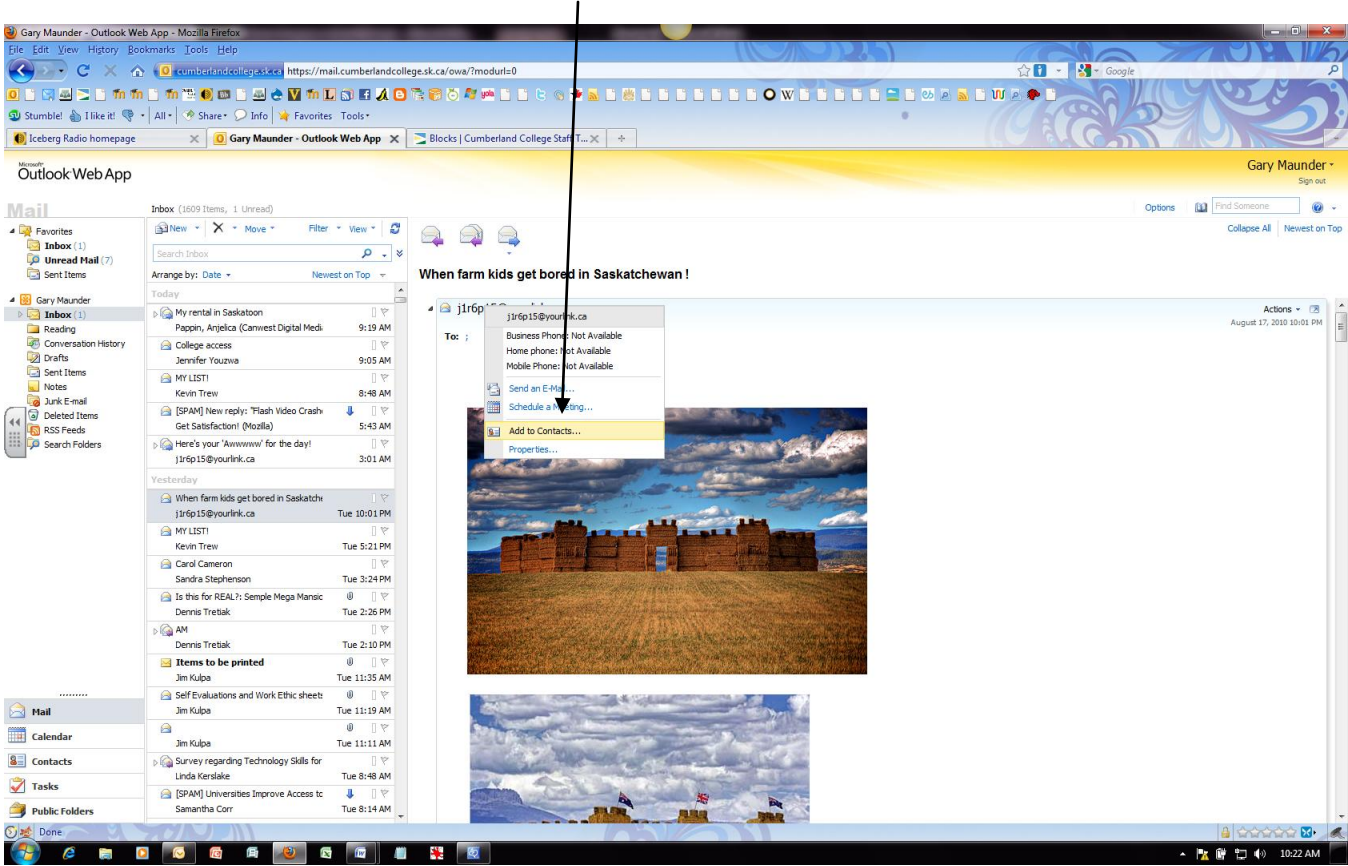 Gary Maunder - Outlook Web App - Mozilla Firefox
File Edit View History Bookmarks Tools Help
cumberlandcollege.sk.ca https://mail.cumberlandcollege.sk.ca/owa/?modurl=0
Google
Stumble! I like it! All Share Info Favorites Tools
Iceberg Radio homepage
Gary Maunder - Outlook Web App
Blocks | Cumberland College Staff T...
Microsoft
Outlook Web App
Gary Maunder
Sign out
Mail
Inbox (1609 Items, 1 Unread)
Options Find Someone
Favorites
Inbox (1)
Unread Mail (7)
Sent Items
Gary Maunder
Inbox (1)
Reading
Conversation History
Drafts
Sent Items
Notes
Junk E-mail
Deleted Items
RSS Feeds
Search Folders
Mail
Calendar
Contacts
Tasks
Public Folders
New Move Filter View
Search Inbox
Arrange by: Date Newest on Top
Today
My rental in Saskatoon
Pappin, Anjelica (Canwest Digital Medi 9:19 AM
College access
Jennifer Youzwa 9:05 AM
MY LIST!
Kevin Trew 8:48 AM
[SPAM] New reply: "Flash Video Crash
Get Satisfaction! (Mozilla) 5:43 AM
Here's your 'Awwwww' for the day!
j1r6p15@yourlink.ca 3:01 AM
Yesterday
When farm kids get bored in Saskatch
j1r6p15@yourlink.ca Tue 10:01 PM
MY LIST!
Kevin Trew Tue 5:21 PM
Carol Cameron
Sandra Stephenson Tue 3:24 PM
Is this for REAL?: Semple Mega Mansic
Dennis Tretiak Tue 2:26 PM
AM
Dennis Tretiak Tue 2:10 PM
Items to be printed
Jim Kulpa Tue 11:35 AM
Self Evaluations and Work Ethic sheets
Jim Kulpa Tue 11:19 AM
Jim Kulpa Tue 11:11 AM
Survey regarding Technology Skills for
Linda Kerslake Tue 8:48 AM
[SPAM] Universities Improve Access to
Samantha Corr Tue 8:14 AM
Collapse All Newest on Top
When farm kids get bored in Saskatchewan !
Actions
August 17, 2010 10:01 PM
To: ;
j1r6p15@yourlink.ca
Business Phone: Not Available
Home phone: Not Available
Mobile Phone: Not Available
Send an E-Mail...
Schedule a Meeting...
Add to Contacts...
Properties...
Done
10:22 AM